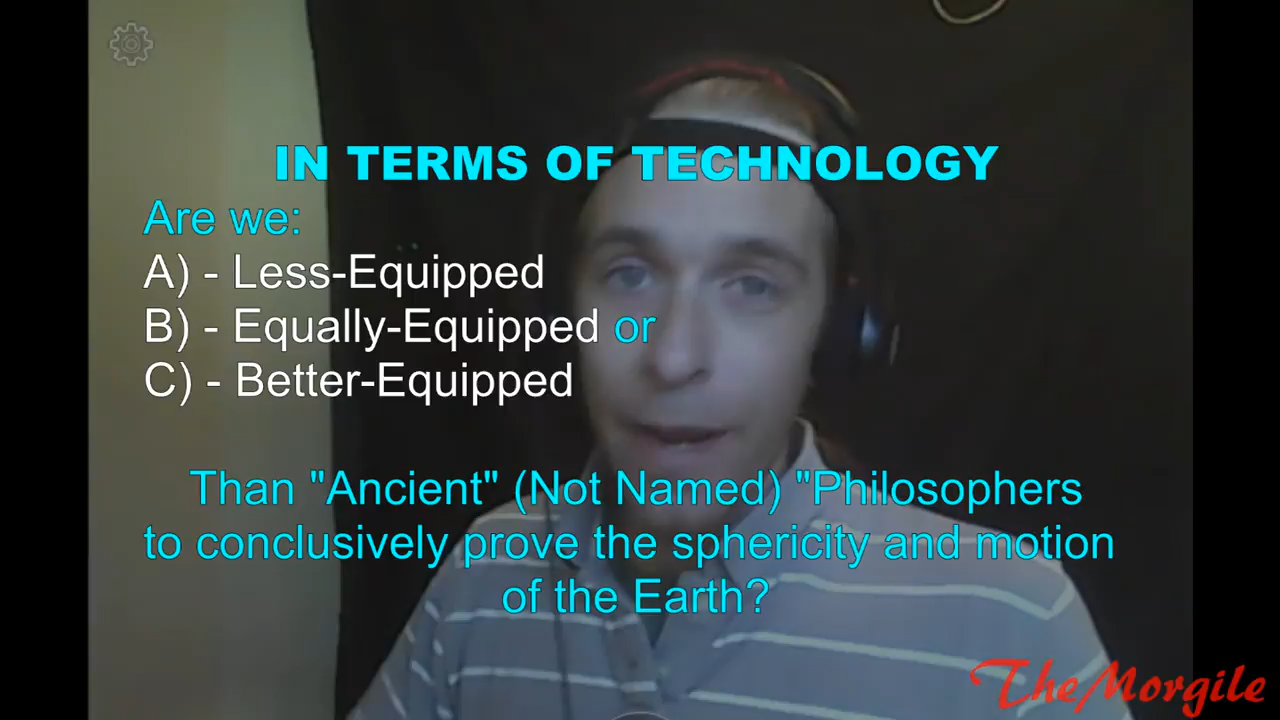 IN TERMS OF TECHNOLOGY
Are we:
A) - Less-Equipped
B) - Equally-Equipped or
C) - Better-Equipped
Than "Ancient" (Not Named) "Philosophers
to conclusively prove the sphericity and motion
of the Earth?
TheMorgile